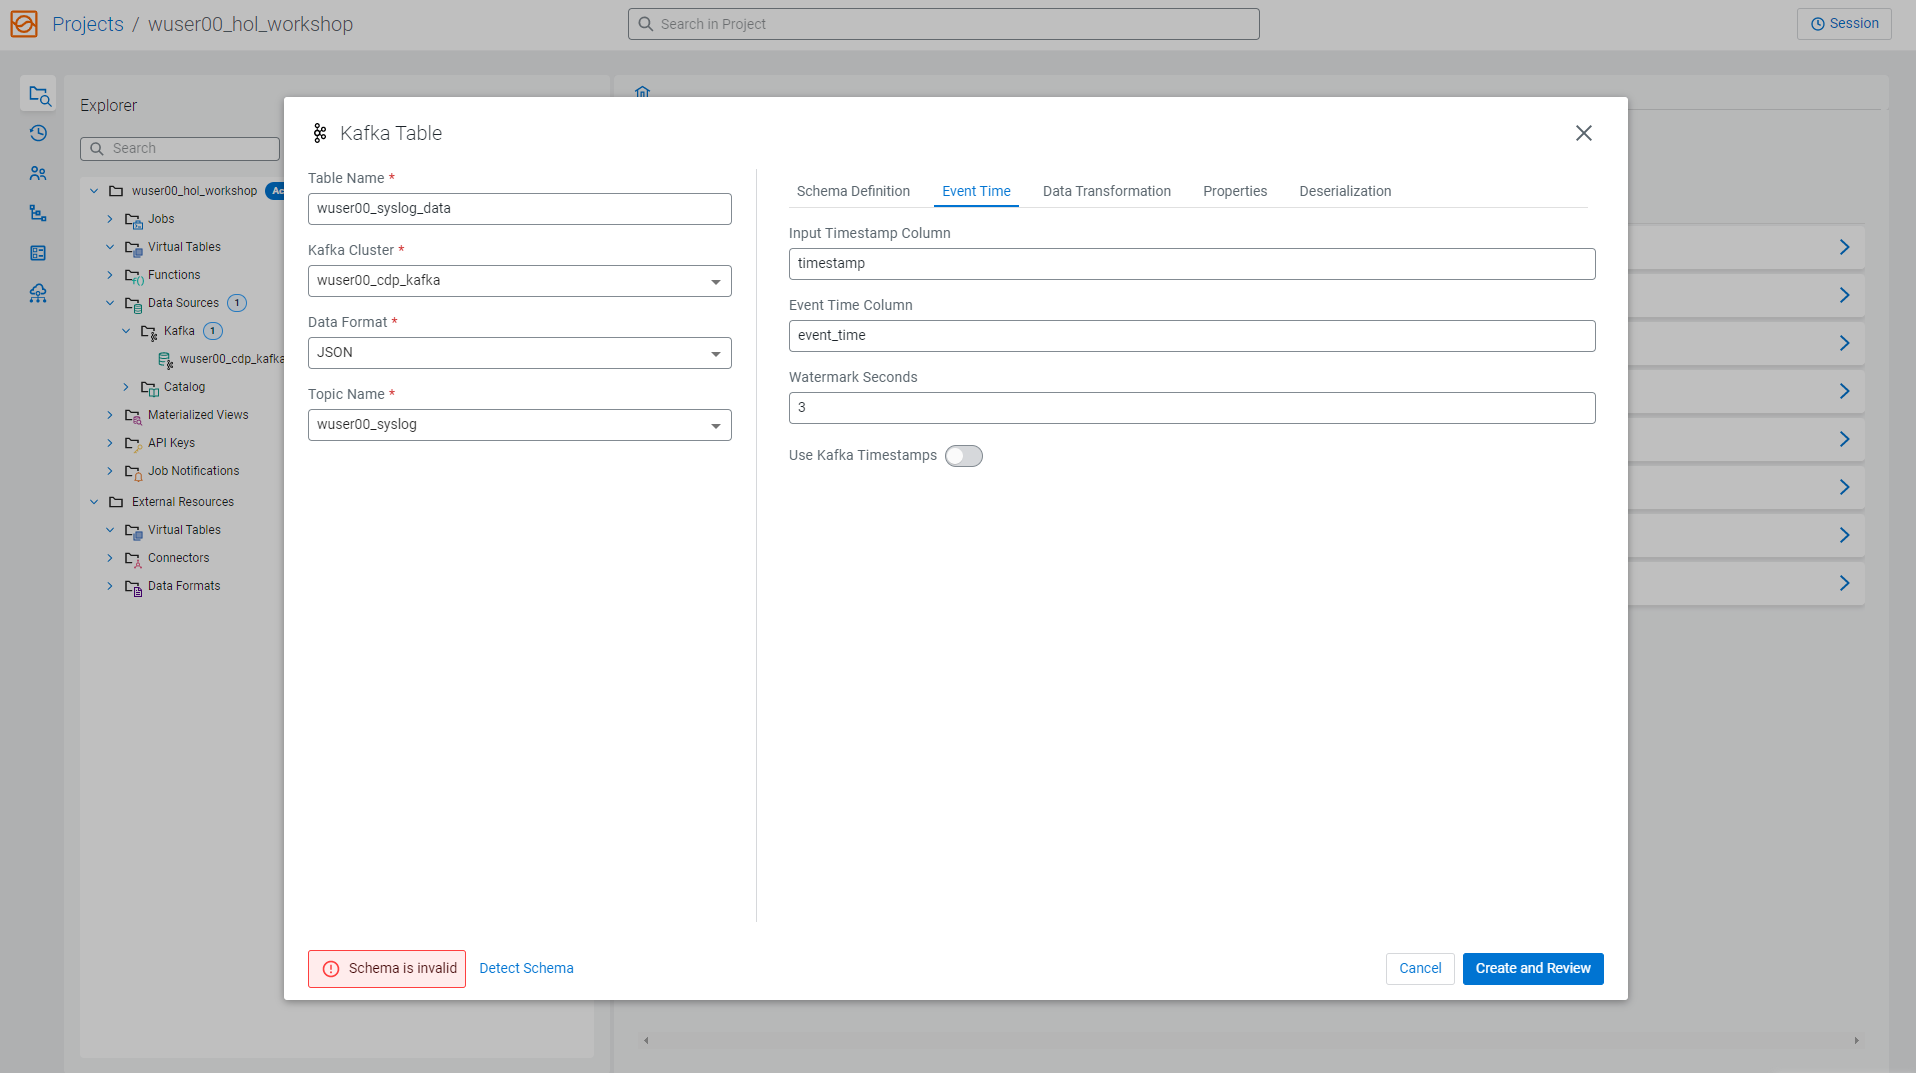 Projects / wuser00_hol_workshop
Search in Project
Session
Explorer
Search
wuser00_hol_workshop
Ac
Jobs
Virtual Tables
Functions
Data Sources 1
Kafka 1
wuser00_cdp_kafka
Catalog
Materialized Views
API Keys
Job Notifications
External Resources
Virtual Tables
Connectors
Data Formats
Kafka Table
Table Name *
wuser00_syslog_data
Kafka Cluster *
wuser00_cdp_kafka
Data Format *
JSON
Topic Name *
wuser00_syslog
Schema Definition
Event Time
Data Transformation
Properties
Deserialization
Input Timestamp Column
timestamp
Event Time Column
event_time
Watermark Seconds
3
Use Kafka Timestamps
Schema is invalid
Detect Schema
Cancel
Create and Review